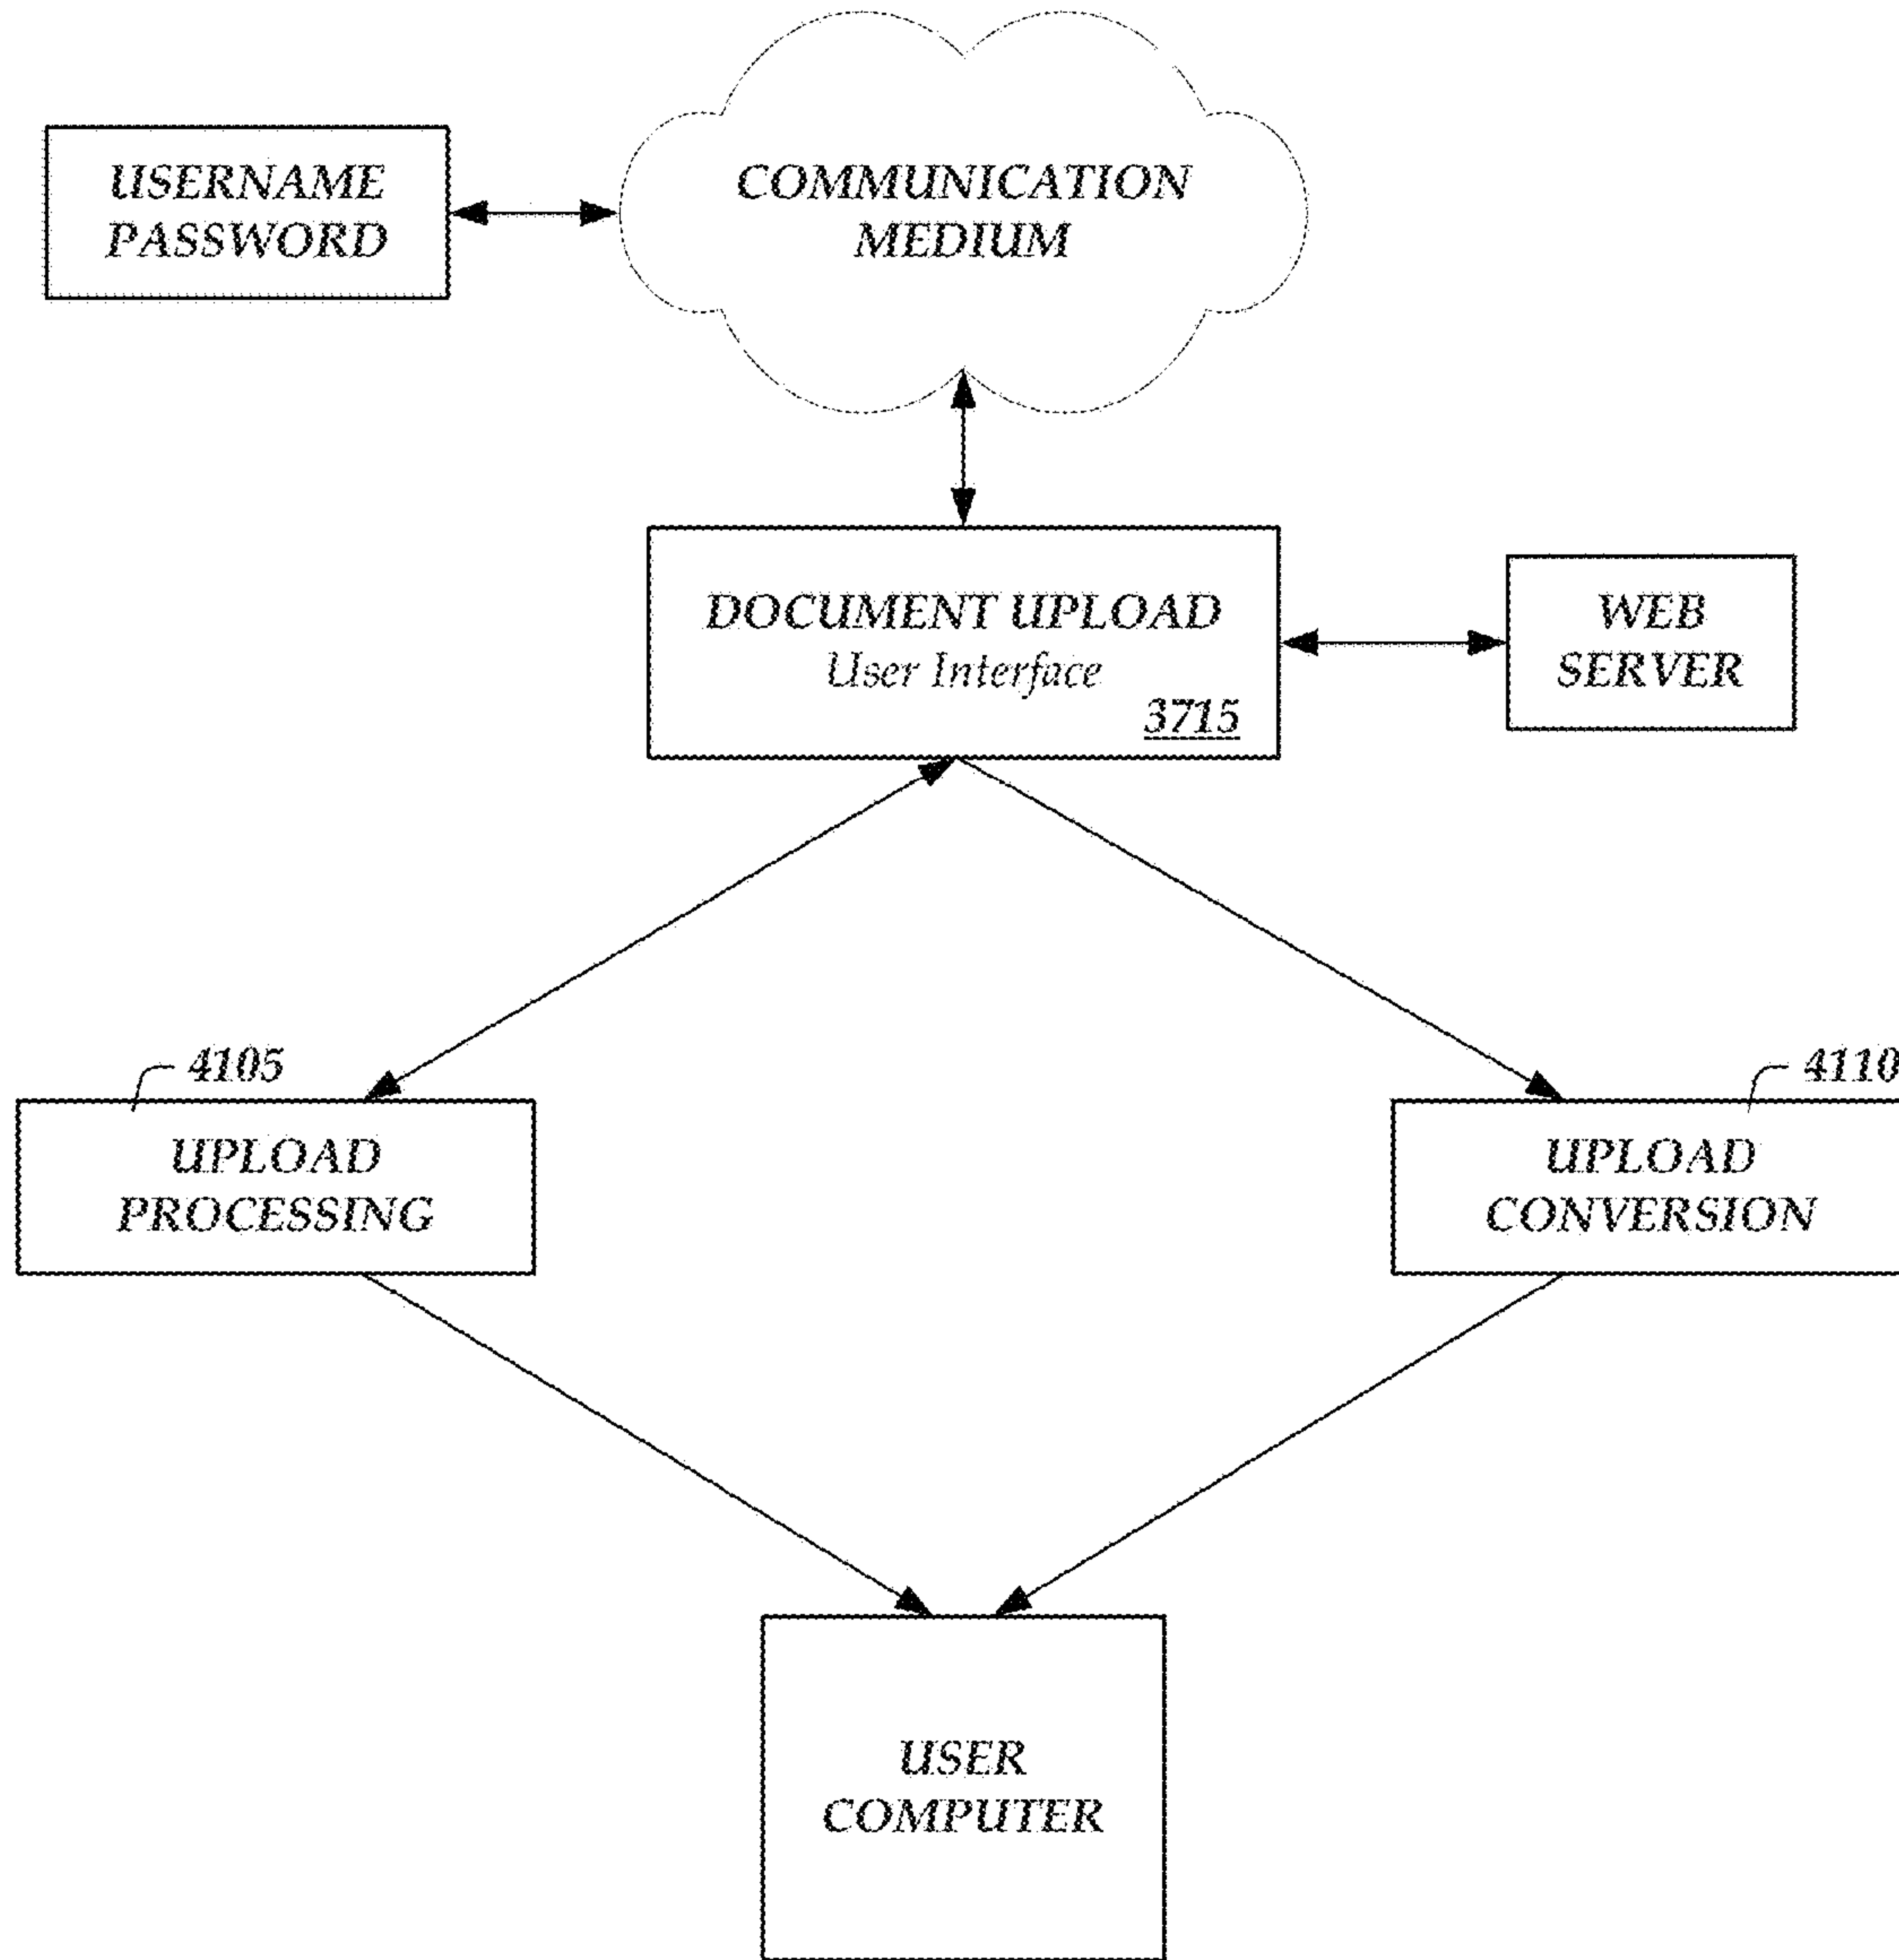 USERNAME
PASSWORD
COMMUNICATION
MEDIUM
DOCUMENT UPLOAD
User Interface
3715
WEB
SERVER
4105
UPLOAD
PROCESSING
4110
UPLOAD
CONVERSION
USER
COMPUTER